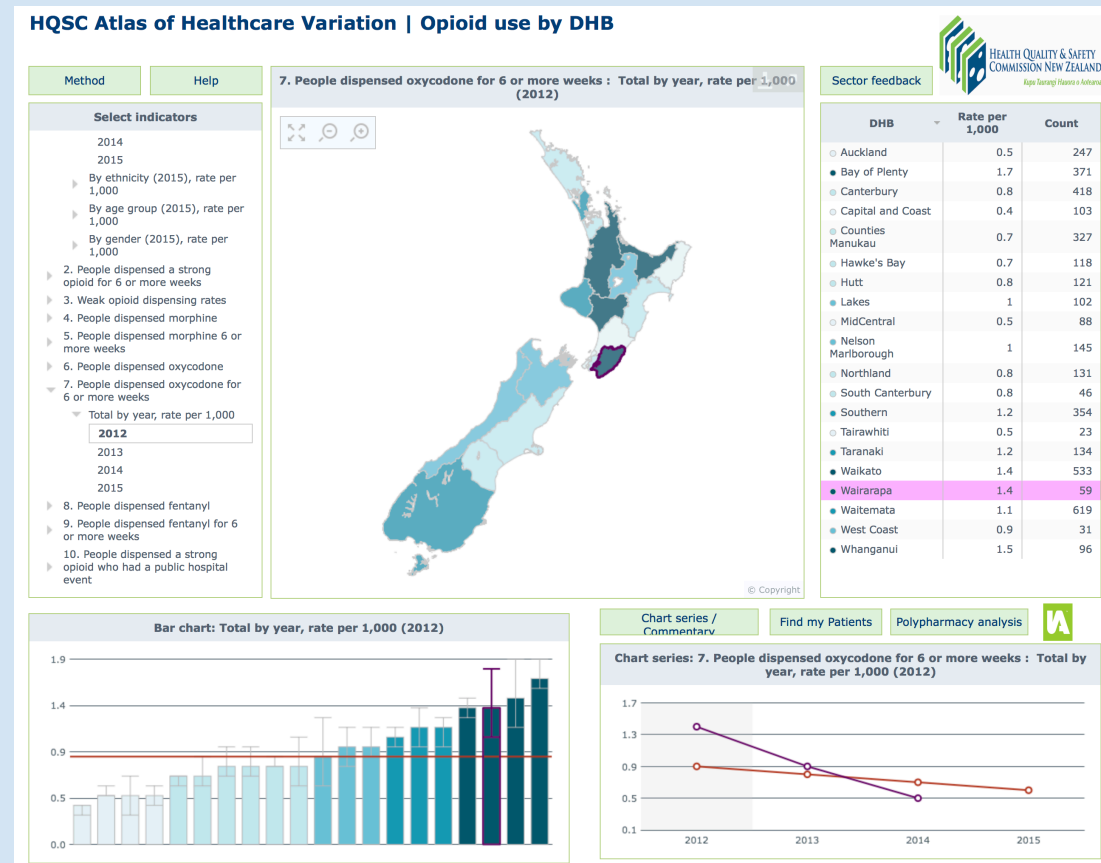 HQSC Atlas of Healthcare Variation | Opioid use by DHB
HEALTH QUALITY & SAFETY
COMMISSION NEW ZEALAND
Kupu Taurangi Hauora o Aotearoa
Method
Help
Select indicators
2014
2015
By ethnicity (2015), rate per
1,000
By age group (2015), rate per
1,000
By gender (2015), rate per
1,000
2. People dispensed a strong
opioid for 6 or more weeks
3. Weak opioid dispensing rates
4. People dispensed morphine
5. People dispensed morphine 6 or
more weeks
6. People dispensed oxycodone
7. People dispensed oxycodone for
6 or more weeks
Total by year, rate per 1,000
2012
2013
2014
2015
8. People dispensed fentanyl
9. People dispensed fentanyl for 6
or more weeks
10. People dispensed a strong
opioid who had a public hospital
event
7. People dispensed oxycodone for 6 or more weeks : Total by year, rate per 1,000
(2012)
© Copyright
Sector feedback
DHB Rate per 1,000 Count
Auckland 0.5 247
Bay of Plenty 1.7 371
Canterbury 0.8 418
Capital and Coast 0.4 103
Counties Manukau 0.7 327
Hawke's Bay 0.7 118
Hutt 0.8 121
Lakes 1 102
MidCentral 0.5 88
Nelson Marlborough 1 145
Northland 0.8 131
South Canterbury 0.8 46
Southern 1.2 354
Tairawhiti 0.5 23
Taranaki 1.2 134
Waikato 1.4 533
Wairarapa 1.4 59
Waitemata 1.1 619
West Coast 0.9 31
Whanganui 1.5 96
Bar chart: Total by year, rate per 1,000 (2012)
1.9
1.4
0.9
0.5
0.0
Chart series /
Commentary
Find my Patients
Polypharmacy analysis
Chart series: 7. People dispensed oxycodone for 6 or more weeks : Total by
year, rate per 1,000 (2012)
1.7
1.3
0.9
0.5
0.1
2012 2013 2014 2015